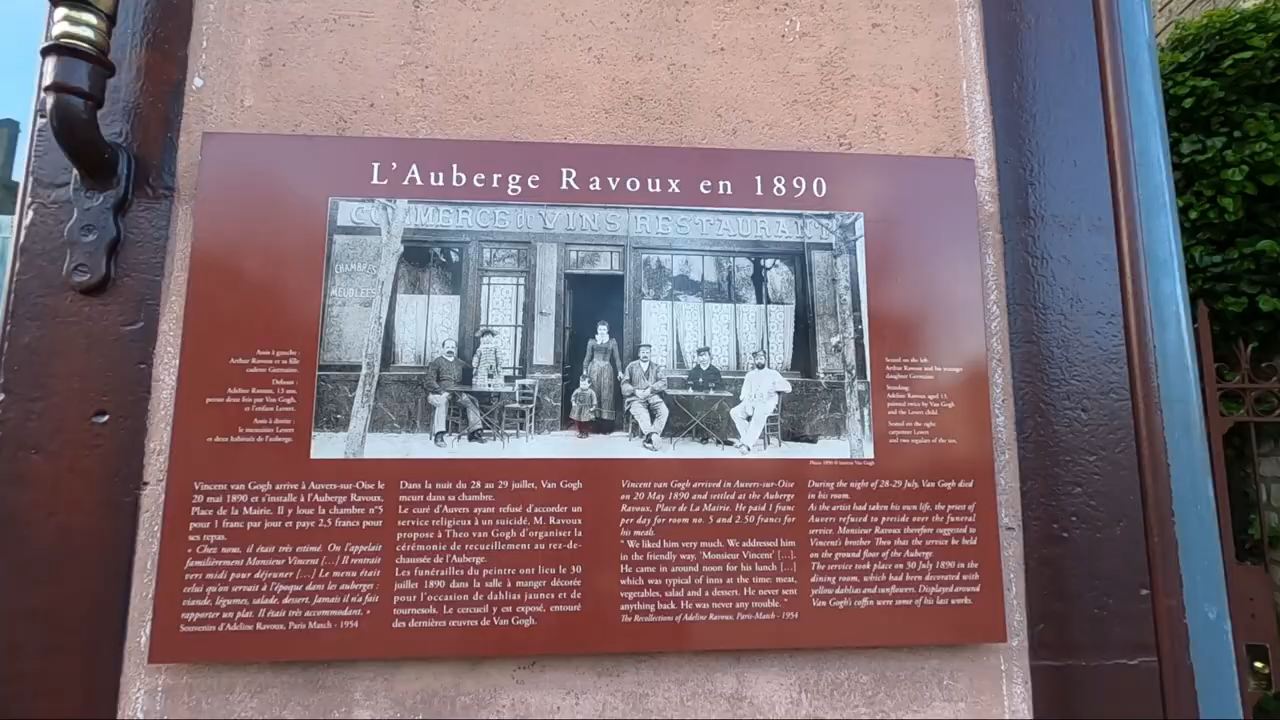 L'Auberge Ravoux en 1890
COMMERCE de VINS RESTAURANT
CHAMBRES
MEUBLÉES
Assis à gauche :
Arthur Ravoux et sa fille
cadette Germaine.
Debout :
Adeline Ravoux, 13 ans,
peinte deux fois par Van Gogh,
et l'enfant Levert.
Assis à droite :
le menuisier Levert
et deux habitués de l'auberge.
Seated on the left:
Arthur Ravoux and his younger
daughter Germaine
Standing:
Adeline Ravoux aged 13,
painted twice by Van Gogh
and the Levert child.
Seated on the right
carpenter Levert
and two regulars of the inn.
Vincent van Gogh arrive à Auvers-sur-Oise le
20 mai 1890 et s'installe à l'Auberge Ravoux,
Place de la Mairie. Il y loue la chambre n°5
pour 1 franc par jour et paye 2,5 francs pour
ses repas.
« Chez nous, il était très estimé. On l'appelait
familièrement Monsieur Vincent [...] Il rentrait
vers midi pour déjeuner [...] Le menu était
celui qu'on servait à l'époque dans les auberges :
viande, légumes, salade, dessert. Jamais il n'a fait
rapporter un plat. Il était très accommodant. »
Souvenirs d'Adeline Ravoux, Paris Match - 1954
Dans la nuit du 28 au 29 juillet, Van Gogh
meurt dans sa chambre.
Le curé d'Auvers ayant refusé d'accorder un
service religieux à un suicidé, M. Ravoux
propose à Theo van Gogh d'organiser la
cérémonie de recueillement au rez-de-
chaussée de l'Auberge.
Les funérailles du peintre ont lieu le 30
juillet 1890 dans la salle à manger décorée
pour l'occasion de dahlias jaunes et de
tournesols. Le cercueil y est exposé, entouré
des dernières œuvres de Van Gogh.
Vincent van Gogh arrived in Auvers-sur-Oise
on 20 May 1890 and settled at the Auberge
Ravoux, Place de La Mairie. He paid 1 franc
per day for room no. 5 and 2.50 francs for
his meals.
" We liked him very much. We addressed him
in the friendly way, 'Monsieur Vincent' [...].
He came in around noon for his lunch [...]
which was typical of inns at the time: meat,
vegetables, salad and a dessert. He never sent
anything back. He was never any trouble. "
The Recollections of Adeline Ravoux, Paris-Match - 1954
During the night of 28-29 July, Van Gogh died
in his room.
As the artist had taken his own life, the priest of
Auvers refused to preside over the funeral
service. Monsieur Ravoux therefore suggested to
Vincent's brother Theo that the service be held
on the ground floor of the Auberge.
The service took place on 30 July 1890 in the
dining room, which had been decorated with
yellow dahlias and sunflowers. Displayed around
Van Gogh's coffin were some of his last works.